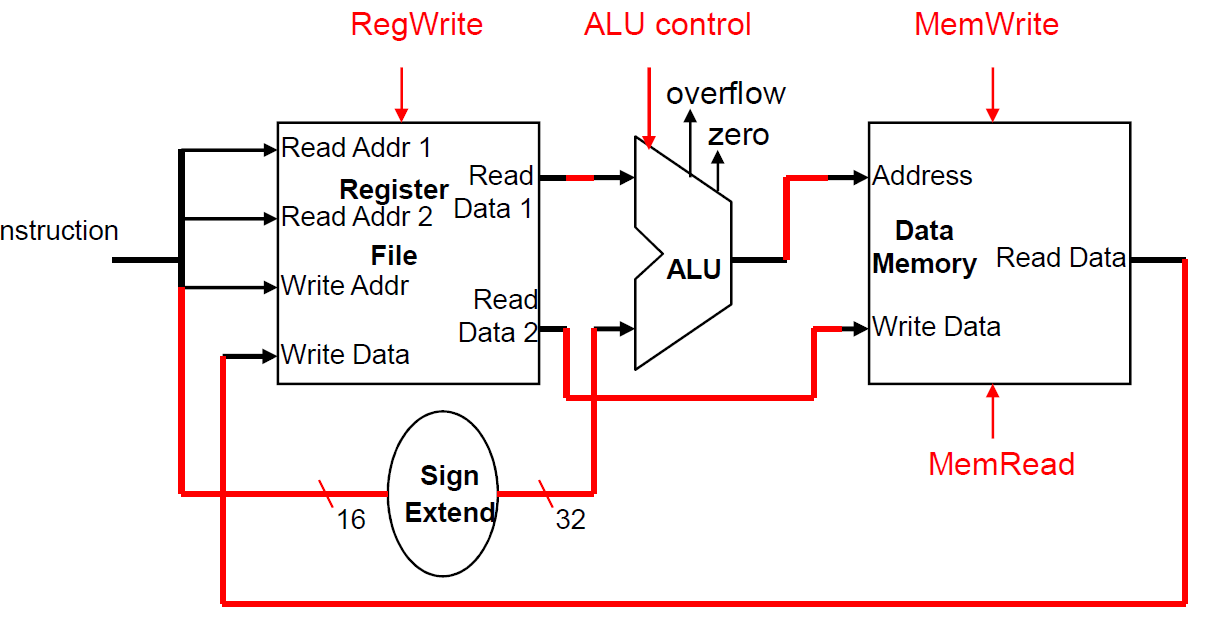 RegWrite
ALU control
MemWrite
overflow
zero
nstruction
Read Addr 1
Register
Read Addr 2
File
Write Addr
Write Data
Read
Data 1
Read
Data 2
ALU
Address
Data
Memory
Read Data
Write Data
MemRead
Sign
Extend
16
32